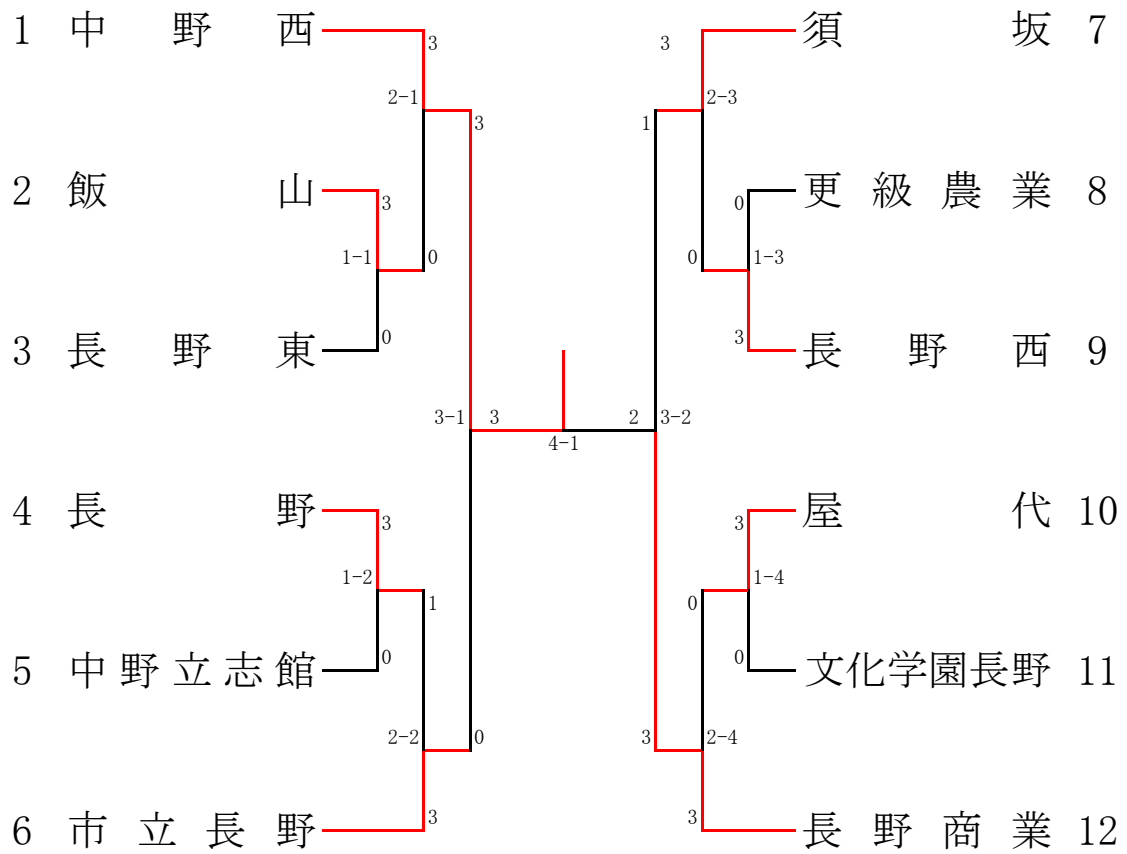 1 中野西 3 3 須坂 7
2-1 2-3
3 1
2 飯山 3 0 更級農業 8
1-1 0 0 1-3
3 長野東 0 3 長野西 9
3-1 3 2 3-2
4-1
4 長野 3 3 屋代 10
1-2 1 0 1-4
5 中野立志館 0 0 文化学園長野 11
2-2 0 3 2-4
6 市立長野 3 3 長野商業 12